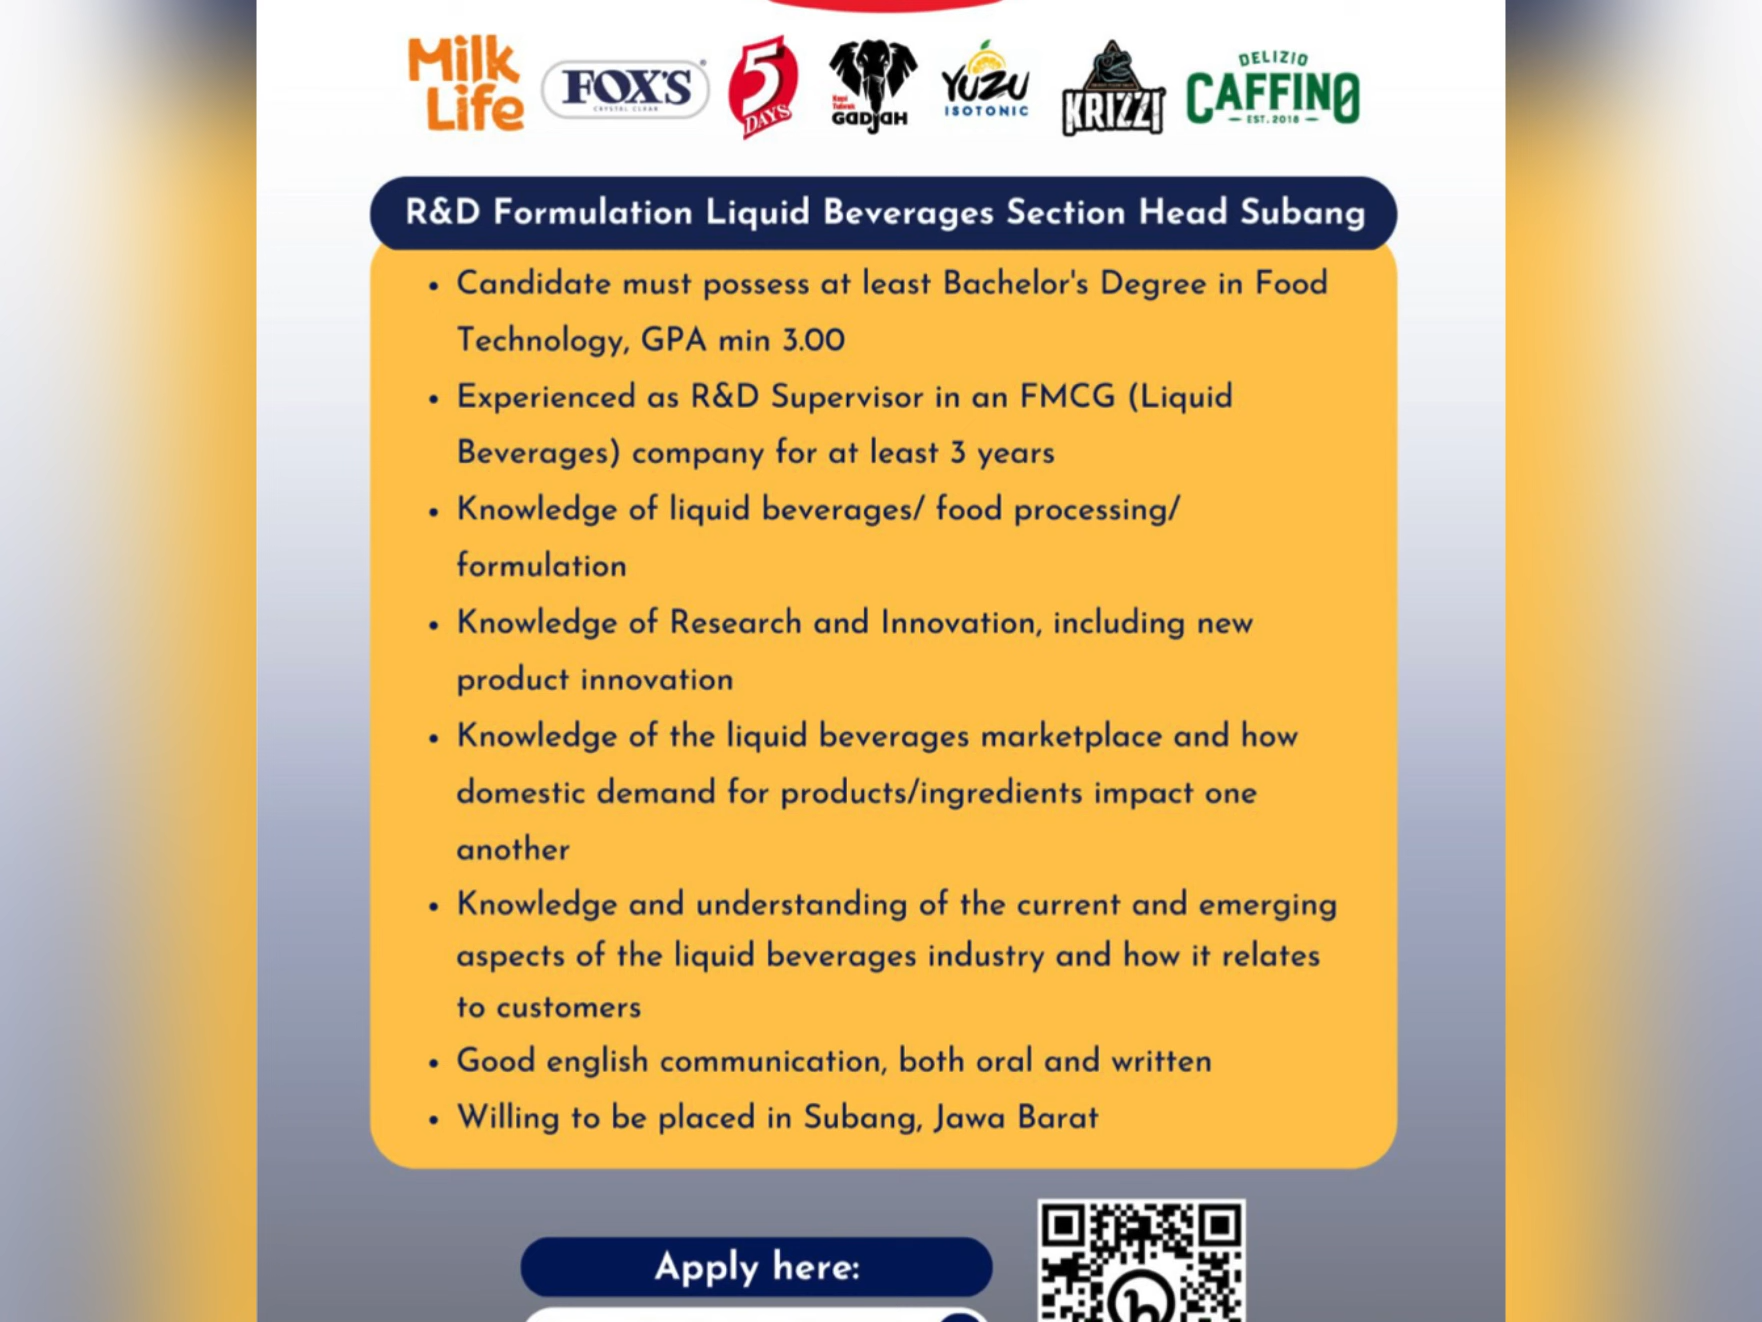 Milk
Life
FOX'S
CRYSTAL CLEAR
5
DAYS
Kopi
Tubruk
GADJAH
YUZU
ISOTONIC
KRIZZI
DELIZIO
CAFFINO
EST. 2018
R&D Formulation Liquid Beverages Section Head Subang
• Candidate must possess at least Bachelor's Degree in Food
Technology, GPA min 3.00
• Experienced as R&D Supervisor in an FMCG (Liquid
Beverages) company for at least 3 years
• Knowledge of liquid beverages/ food processing/
formulation
• Knowledge of Research and Innovation, including new
product innovation
• Knowledge of the liquid beverages marketplace and how
domestic demand for products/ingredients impact one
another
• Knowledge and understanding of the current and emerging
aspects of the liquid beverages industry and how it relates
to customers
• Good english communication, both oral and written
• Willing to be placed in Subang, Jawa Barat
Apply here: